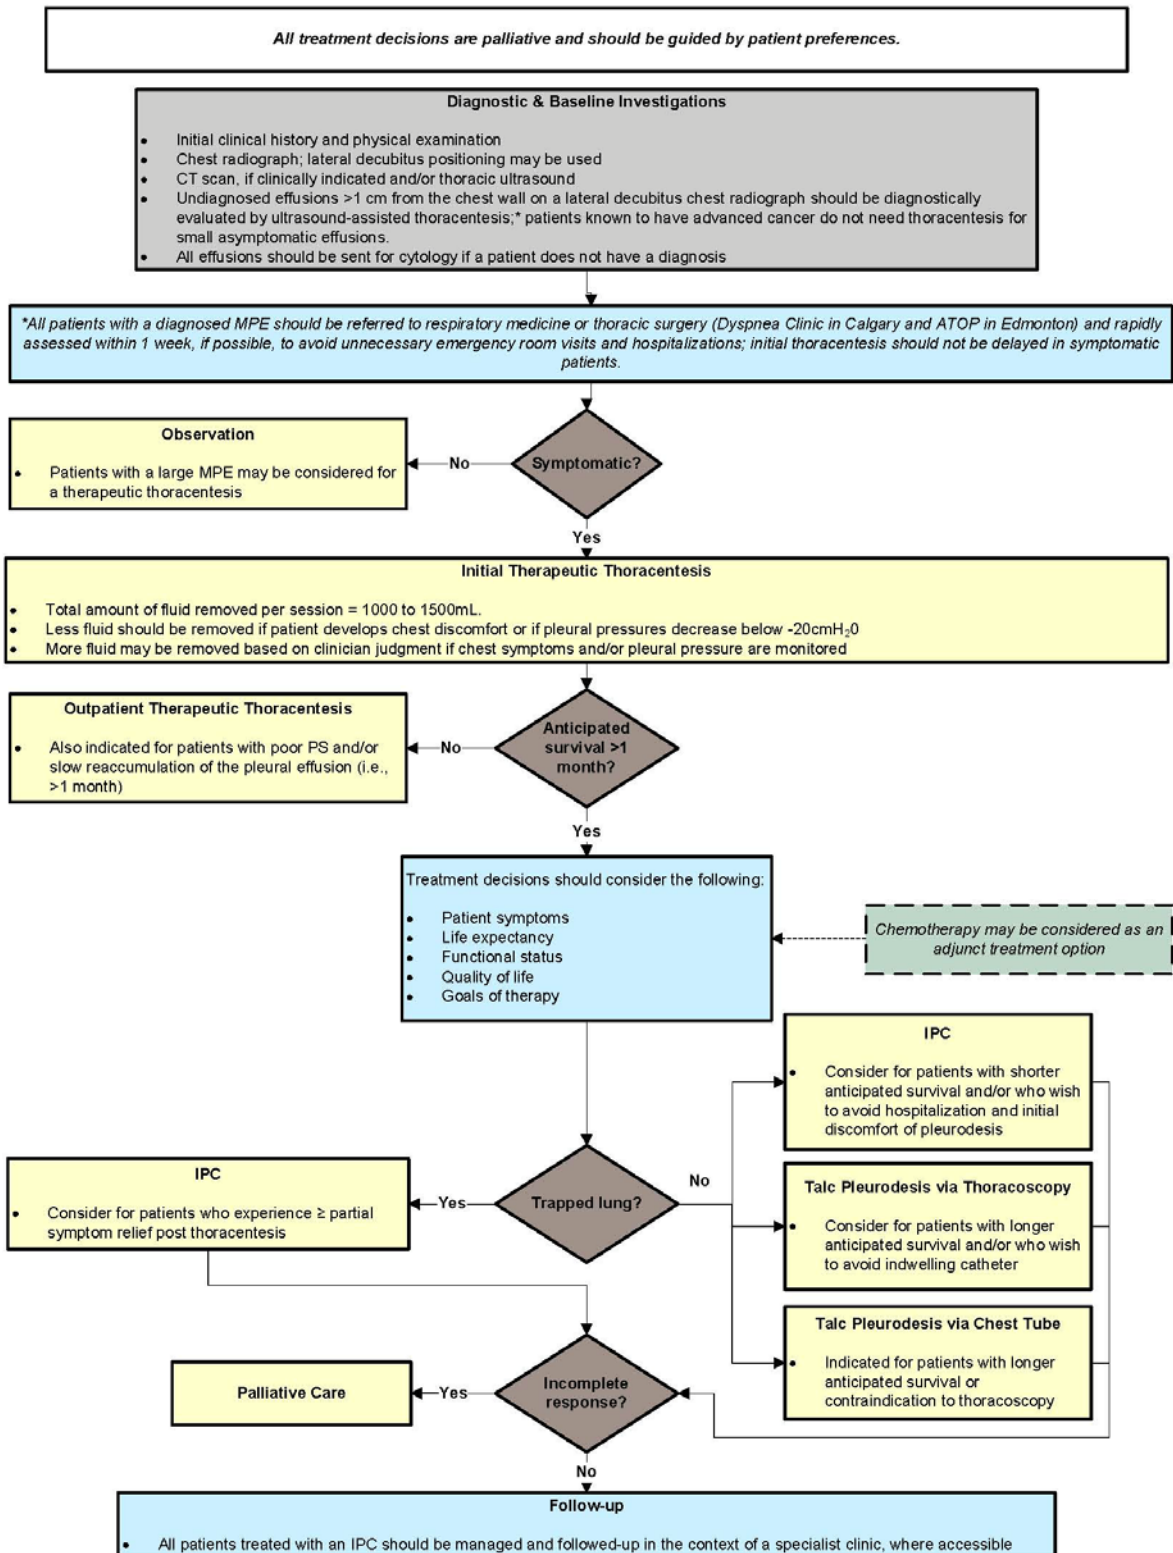 All treatment decisions are palliative and should be guided by patient preferences.
Diagnostic & Baseline Investigations
• Initial clinical history and physical examination
• Chest radiograph; lateral decubitus positioning may be used
• CT scan, if clinically indicated and/or thoracic ultrasound
• Undiagnosed effusions >1 cm from the chest wall on a lateral decubitus chest radiograph should be diagnostically
evaluated by ultrasound-assisted thoracentesis;* patients known to have advanced cancer do not need thoracentesis for
small asymptomatic effusions.
• All effusions should be sent for cytology if a patient does not have a diagnosis
*All patients with a diagnosed MPE should be referred to respiratory medicine or thoracic surgery (Dyspnea Clinic in Calgary and ATOP in Edmonton) and rapidly
assessed within 1 week, if possible, to avoid unnecessary emergency room visits and hospitalizations; initial thoracentesis should not be delayed in symptomatic
patients.
Symptomatic?
No
Observation
• Patients with a large MPE may be considered for
a therapeutic thoracentesis
Yes
Initial Therapeutic Thoracentesis
• Total amount of fluid removed per session = 1000 to 1500mL.
• Less fluid should be removed if patient develops chest discomfort or if pleural pressures decrease below -20cmH₂0
• More fluid may be removed based on clinician judgment if chest symptoms and/or pleural pressure are monitored
Anticipated
survival >1
month?
No
Outpatient Therapeutic Thoracentesis
• Also indicated for patients with poor PS and/or
slow reaccumulation of the pleural effusion (i.e.,
>1 month)
Yes
Treatment decisions should consider the following:
• Patient symptoms
• Life expectancy
• Functional status
• Quality of life
• Goals of therapy
Chemotherapy may be considered as an
adjunct treatment option
Trapped lung?
Yes
IPC
• Consider for patients who experience ≥ partial
symptom relief post thoracentesis
No
IPC
• Consider for patients with shorter
anticipated survival and/or who wish
to avoid hospitalization and initial
discomfort of pleurodesis
Talc Pleurodesis via Thoracoscopy
• Consider for patients with longer
anticipated survival and/or who wish
to avoid indwelling catheter
Talc Pleurodesis via Chest Tube
• Indicated for patients with longer
anticipated survival or
contraindication to thoracoscopy
Incomplete
response?
Yes
Palliative Care
No
Follow-up
• All patients treated with an IPC should be managed and followed-up in the context of a specialist clinic, where accessible